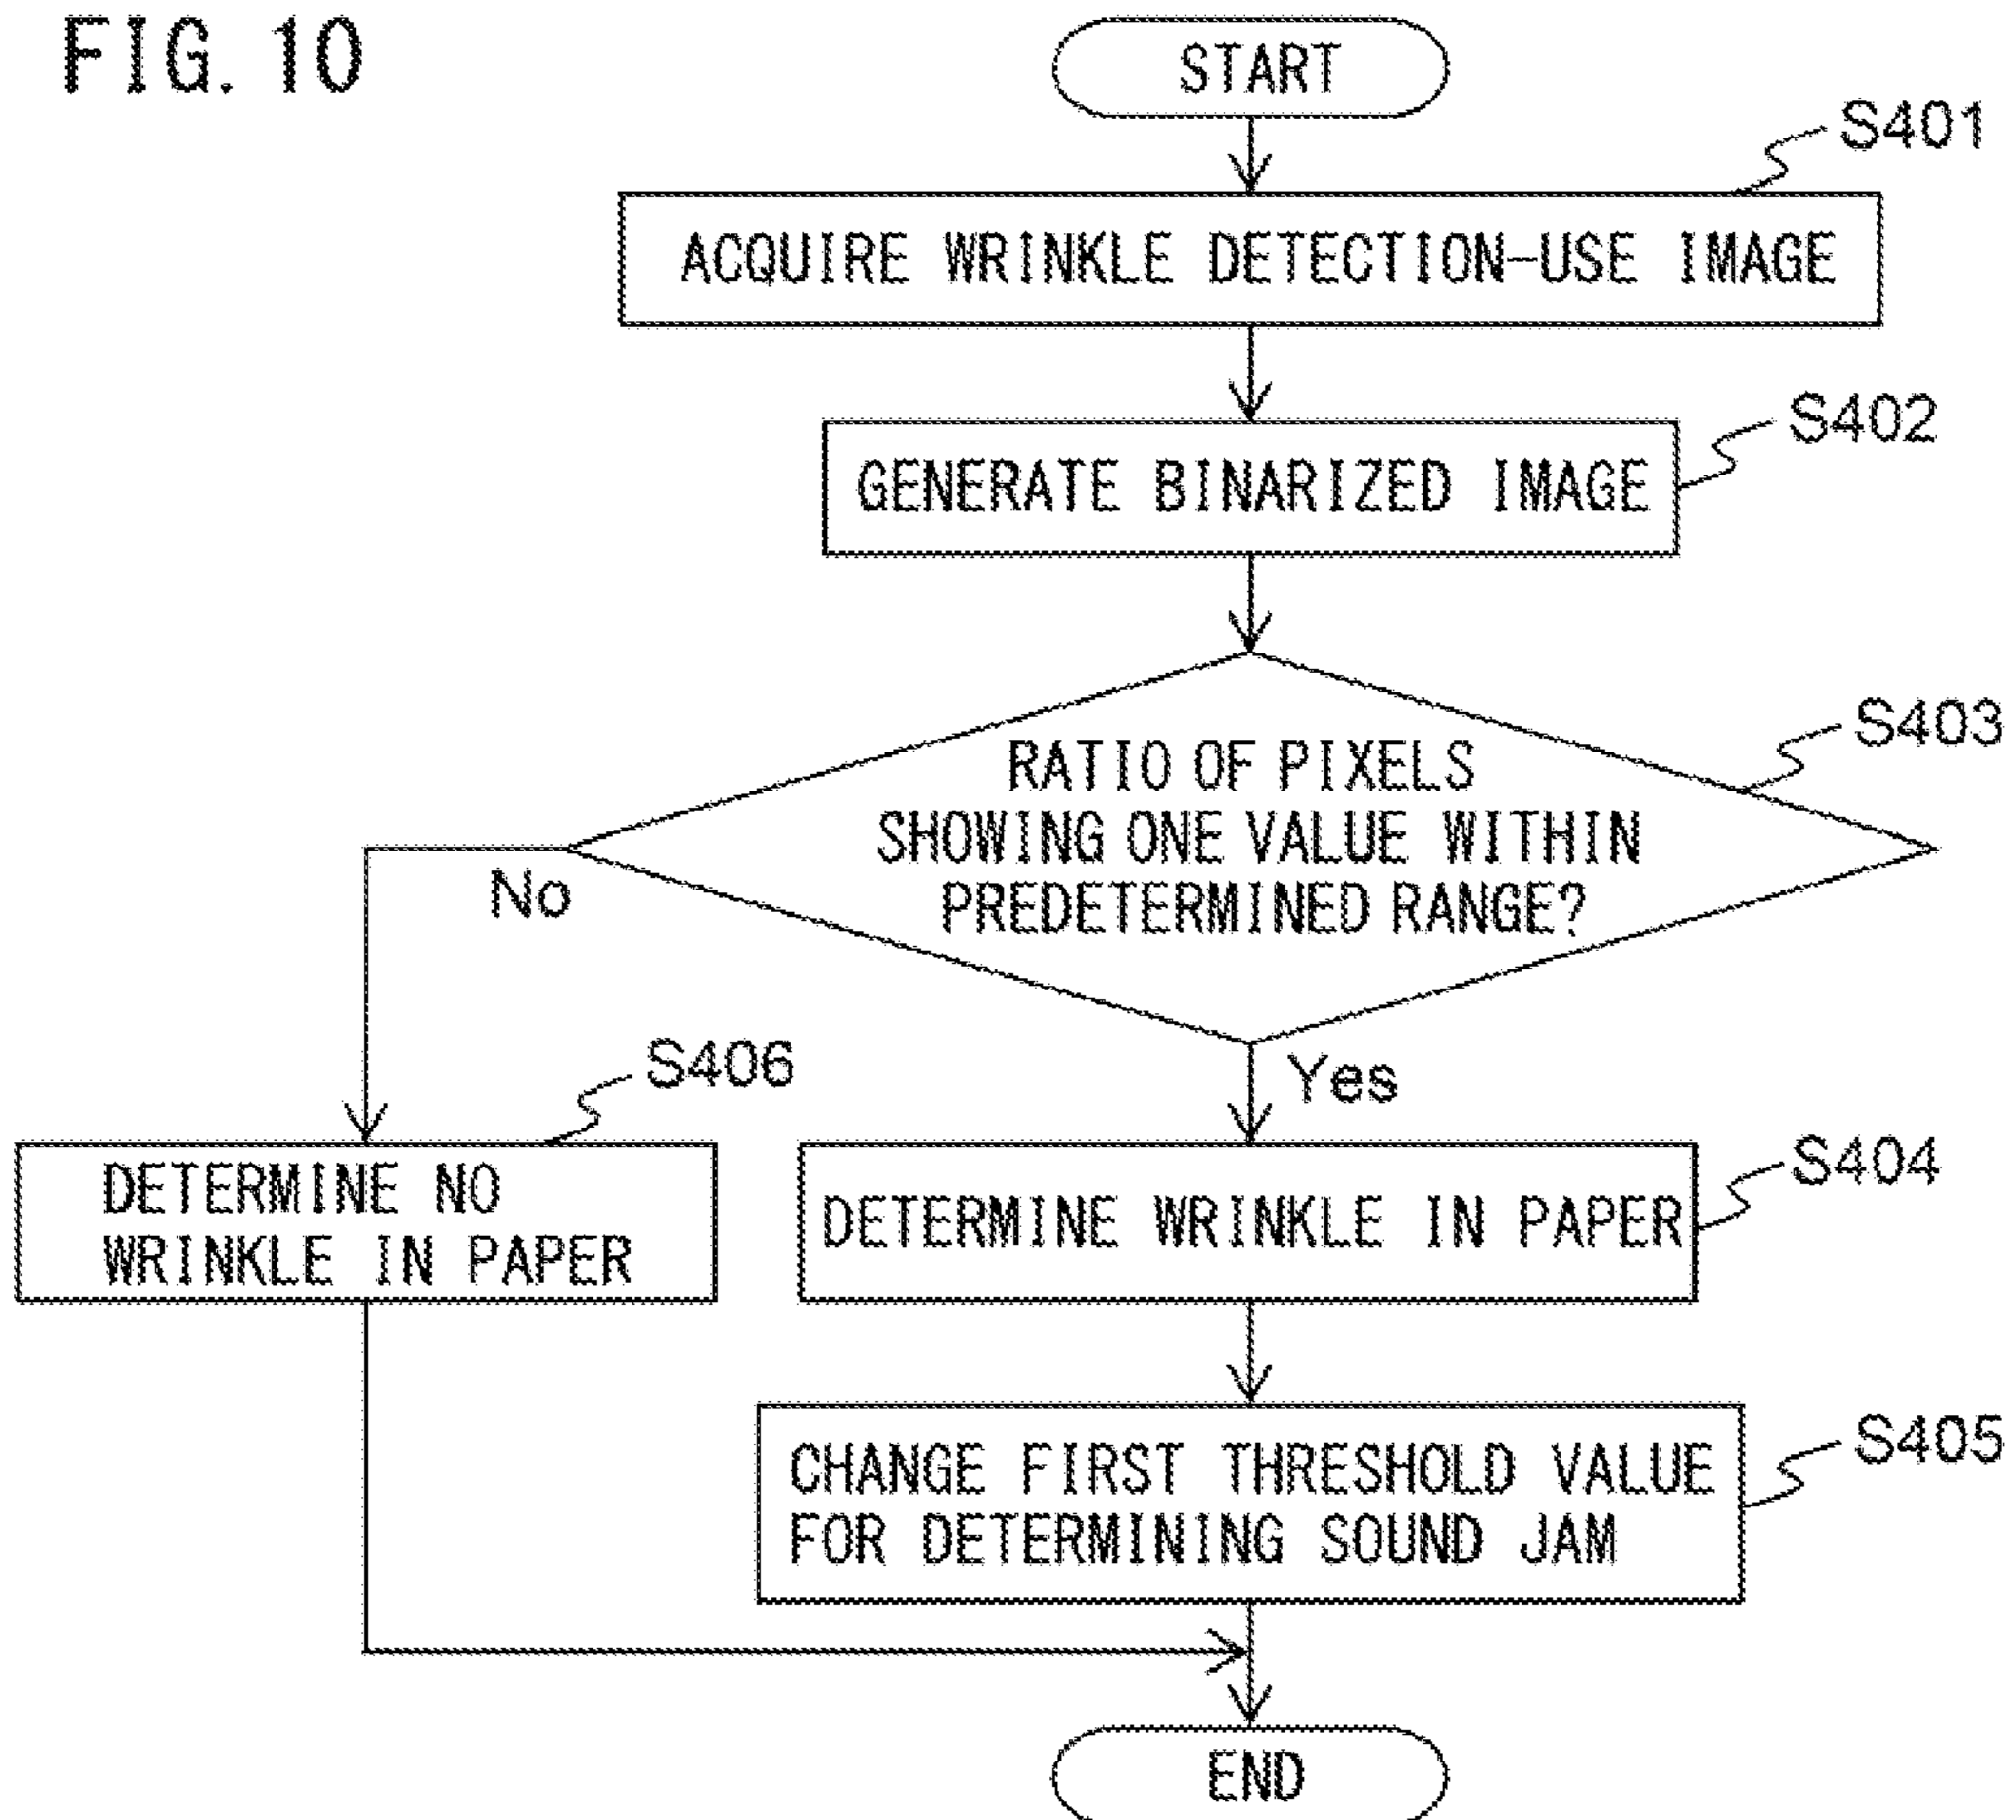 FIG. 10
START
S401
ACQUIRE WRINKLE DETECTION-USE IMAGE
S402
GENERATE BINARIZED IMAGE
S403
RATIO OF PIXELS
SHOWING ONE VALUE WITHIN
PREDETERMINED RANGE?
No
Yes
S406
DETERMINE NO
WRINKLE IN PAPER
S404
DETERMINE WRINKLE IN PAPER
S405
CHANGE FIRST THRESHOLD VALUE
FOR DETERMINING SOUND JAM
END